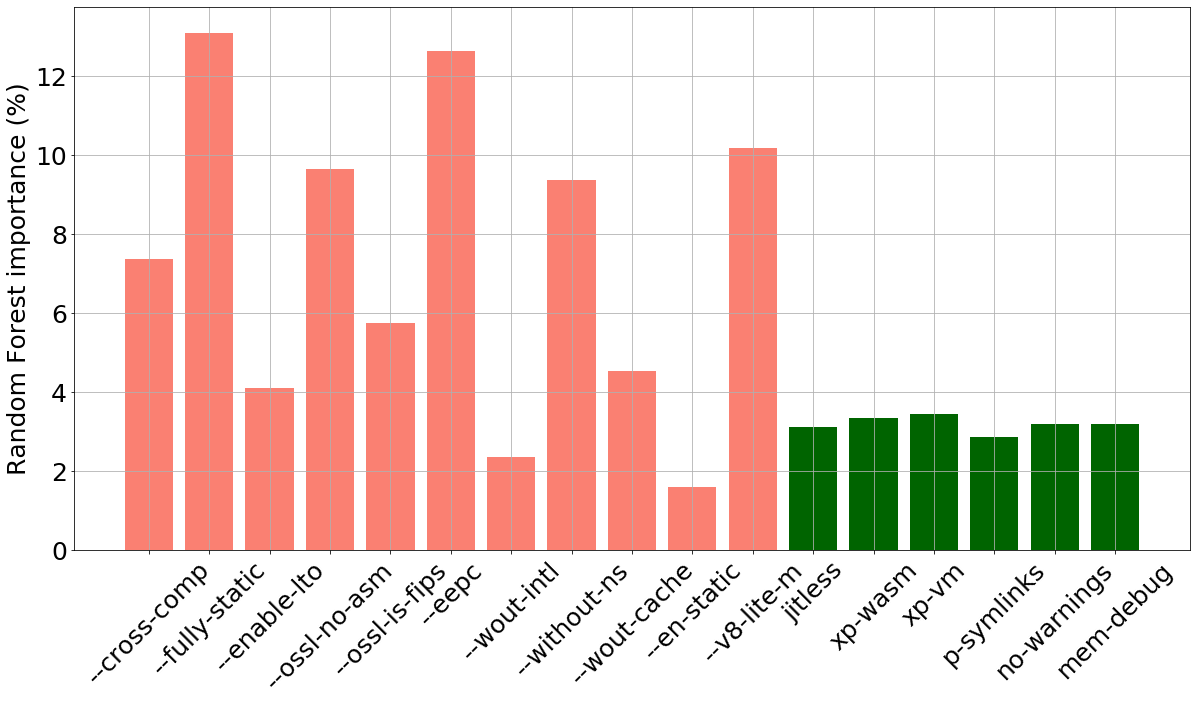 Random Forest importance (%)
12
10
8
6
4
2
0
--cross-comp
--fully-static
--enable-lto
--ossl-no-asm
--ossl-is-fips
--eepc
--wout-intl
--without-ns
--wout-cache
--en-static
--v8-lite-m
jitless
xp-wasm
xp-vm
p-symlinks
no-warnings
mem-debug